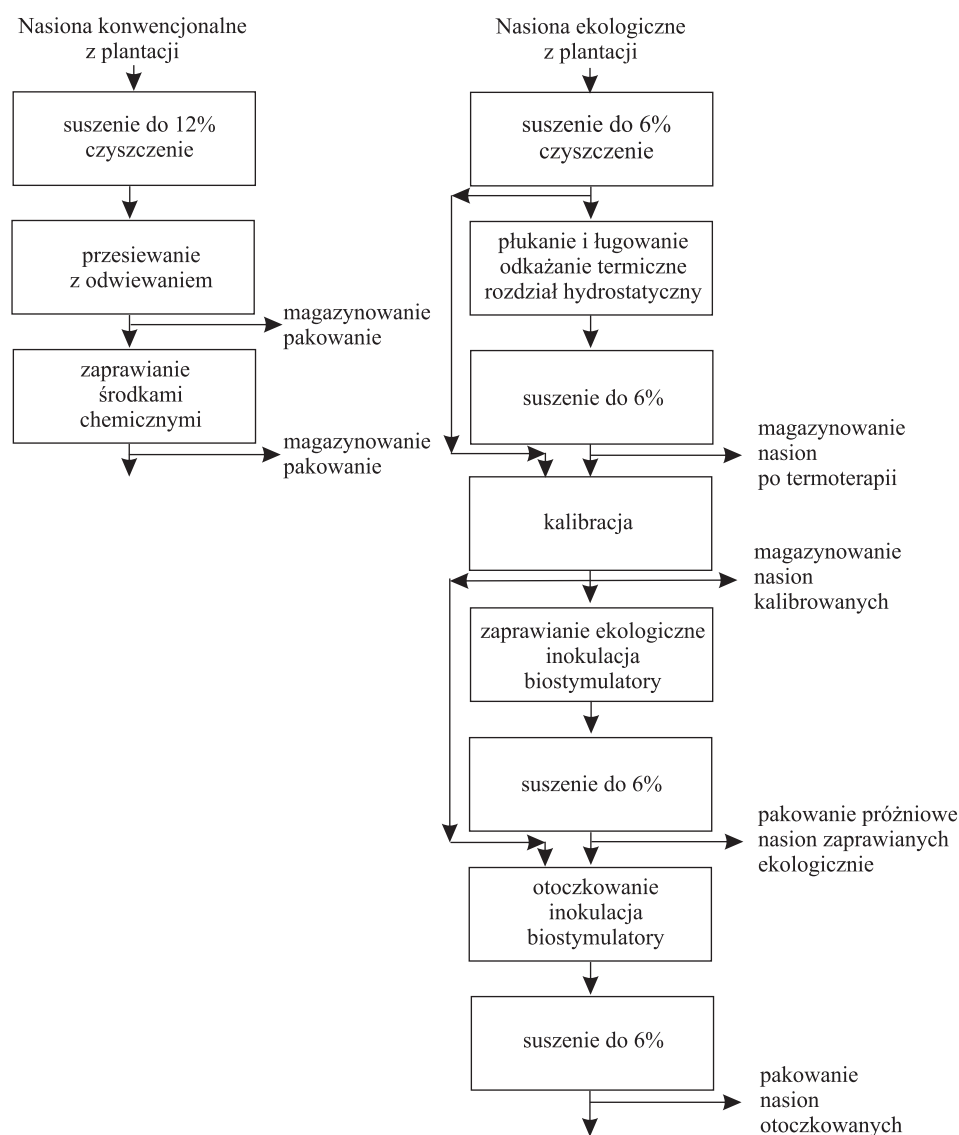 Nasiona konwencjonalne
z plantacji
suszenie do 12%
czyszczenie
przesiewanie
z odwiewaniem
magazynowanie
pakowanie
zaprawianie
środkami
chemicznymi
magazynowanie
pakowanie
Nasiona ekologiczne
z plantacji
suszenie do 6%
czyszczenie
płukanie i ługowanie
odkażanie termiczne
rozdział hydrostatyczny
suszenie do 6%
magazynowanie
nasion
po termoterapii
kalibracja
magazynowanie
nasion
kalibrowanych
zaprawianie ekologiczne
inokulacja
biostymulatory
suszenie do 6%
pakowanie próżniowe
nasion zaprawianych
ekologicznie
otoczkowanie
inokulacja
biostymulatory
suszenie do 6%
pakowanie
nasion
otoczkowanych